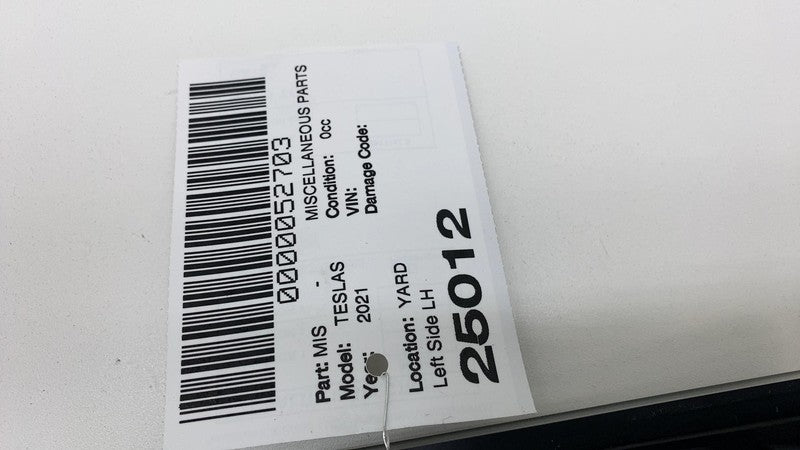 0000052703
Part: MIS - MISCELLANEOUS PARTS
Model: TESLAS Condition: 0cc
Year: 2021 VIN:
Damage Code:
Location: YARD
Left Side LH
25012